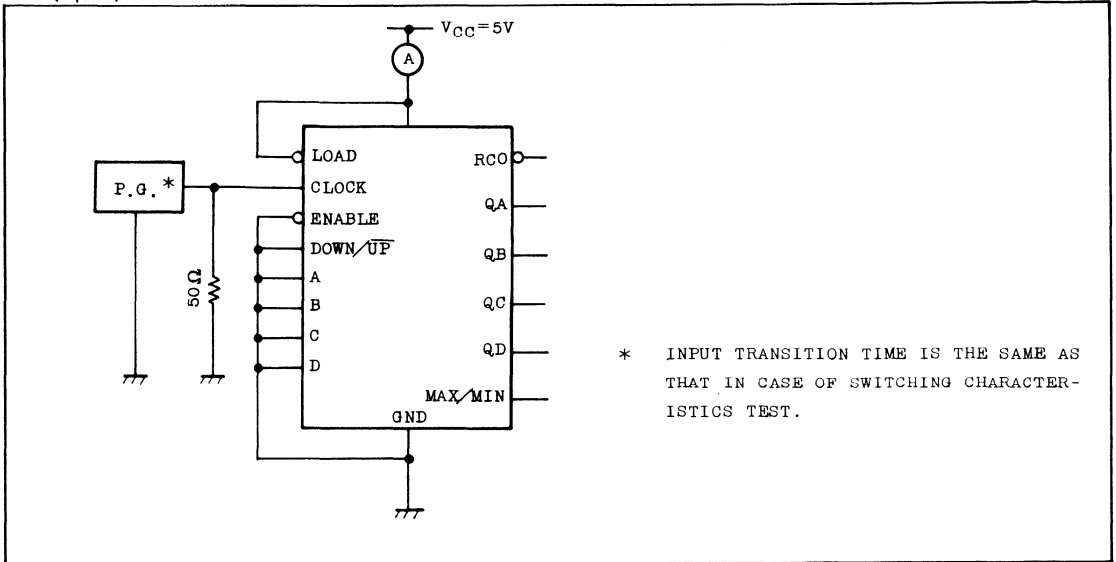 VCC=5V
A
LOAD
RCO
P.G.*
CLOCK
QA
ENABLE
DOWN/U̅P̅
QB
A
50Ω
B
QC
C
QD
D
* INPUT TRANSITION TIME IS THE SAME AS
THAT IN CASE OF SWITCHING CHARACTER-
ISTICS TEST.
MAX/MIN
GND